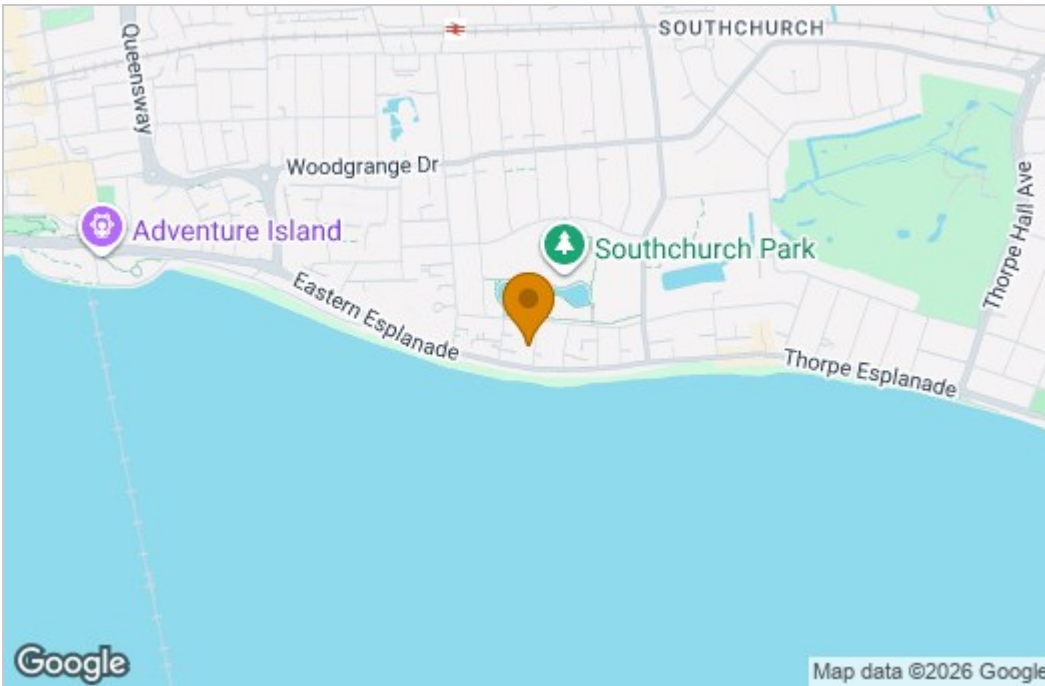 Queensway
SOUTHCHURCH
Woodgrange Dr
Thorpe Hall Ave
Adventure Island
Southchurch Park
Eastern Esplanade
Thorpe Esplanade
Google
Map data ©2026 Google